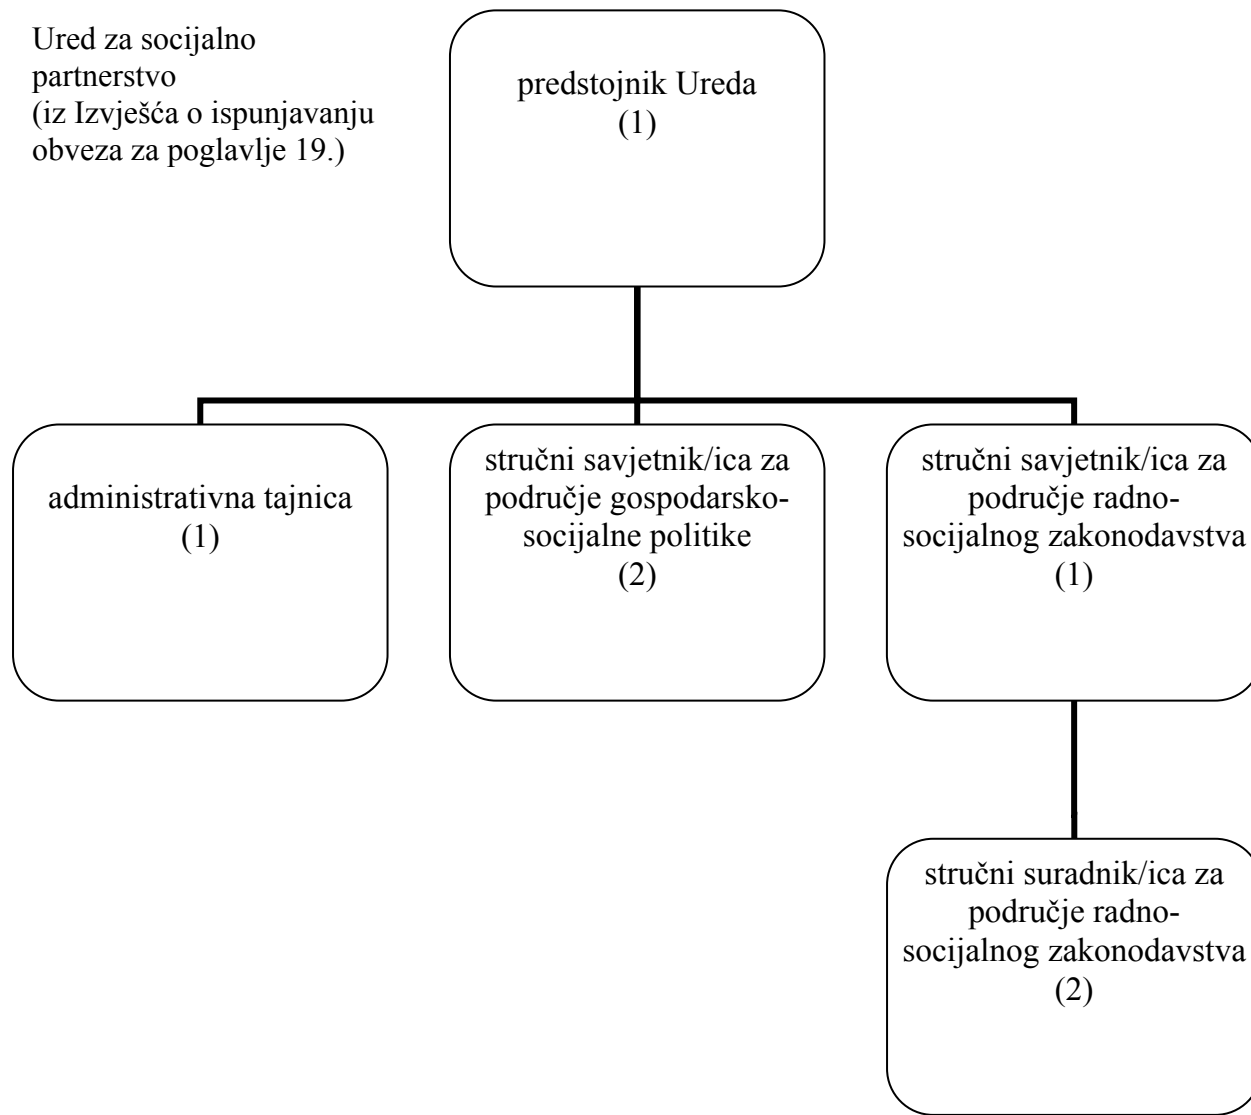 Ured za socijalno
partnerstvo
(iz Izvješća o ispunjavanju
obveza za poglavlje 19.)
predstojnik Ureda
(1)
administrativna tajnica
(1)
stručni savjetnik/ica za
područje gospodarsko-
socijalne politike
(2)
stručni savjetnik/ica za
područje radno-
socijalnog zakonodavstva
(1)
stručni suradnik/ica za
područje radno-
socijalnog zakonodavstva
(2)